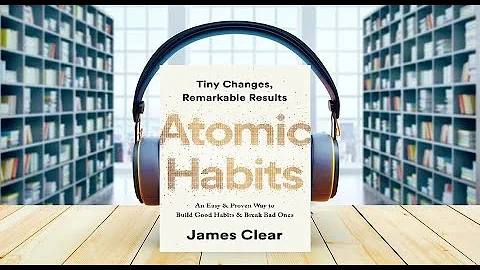 Tiny Changes,
Remarkable Results
Atomic
Habits
An Easy & Proven Way to
Build Good Habits & Break Bad Ones
James Clear